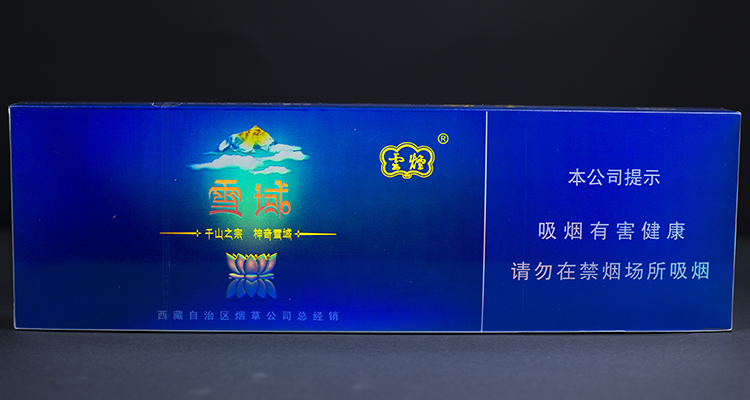 雲煙®
雪域
千山之宗 神奇雪域
西藏自治区烟草公司总经销
本公司提示
吸烟有害健康
请勿在禁烟场所吸烟